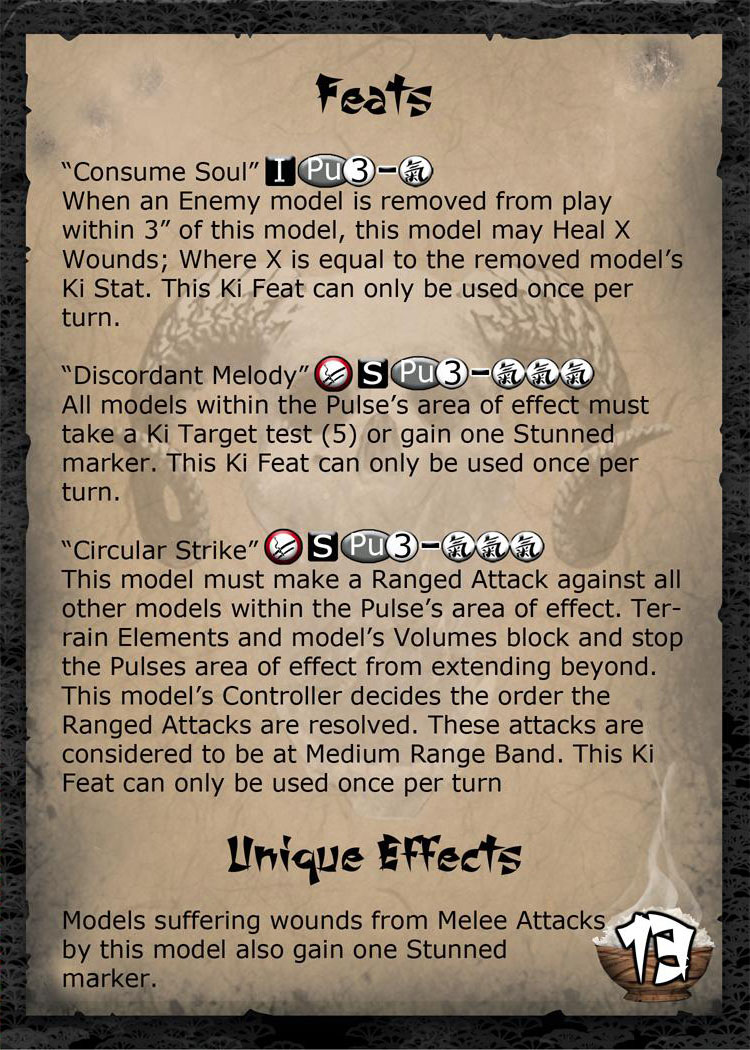 Feats
“Consume Soul” I Pu 3 - 氣
When an Enemy model is removed from play
within 3” of this model, this model may Heal X
Wounds; Where X is equal to the removed model’s
Ki Stat. This Ki Feat can only be used once per
turn.
“Discordant Melody” S Pu 3 - 氣 氣 氣
All models within the Pulse’s area of effect must
take a Ki Target test (5) or gain one Stunned
marker. This Ki Feat can only be used once per
turn.
“Circular Strike” S Pu 3 - 氣 氣 氣
This model must make a Ranged Attack against all
other models within the Pulse’s area of effect. Ter-
rain Elements and model’s Volumes block and stop
the Pulses area of effect from extending beyond.
This model’s Controller decides the order the
Ranged Attacks are resolved. These attacks are
considered to be at Medium Range Band. This Ki
Feat can only be used once per turn
Unique Effects
Models suffering wounds from Melee Attacks
by this model also gain one Stunned
marker.